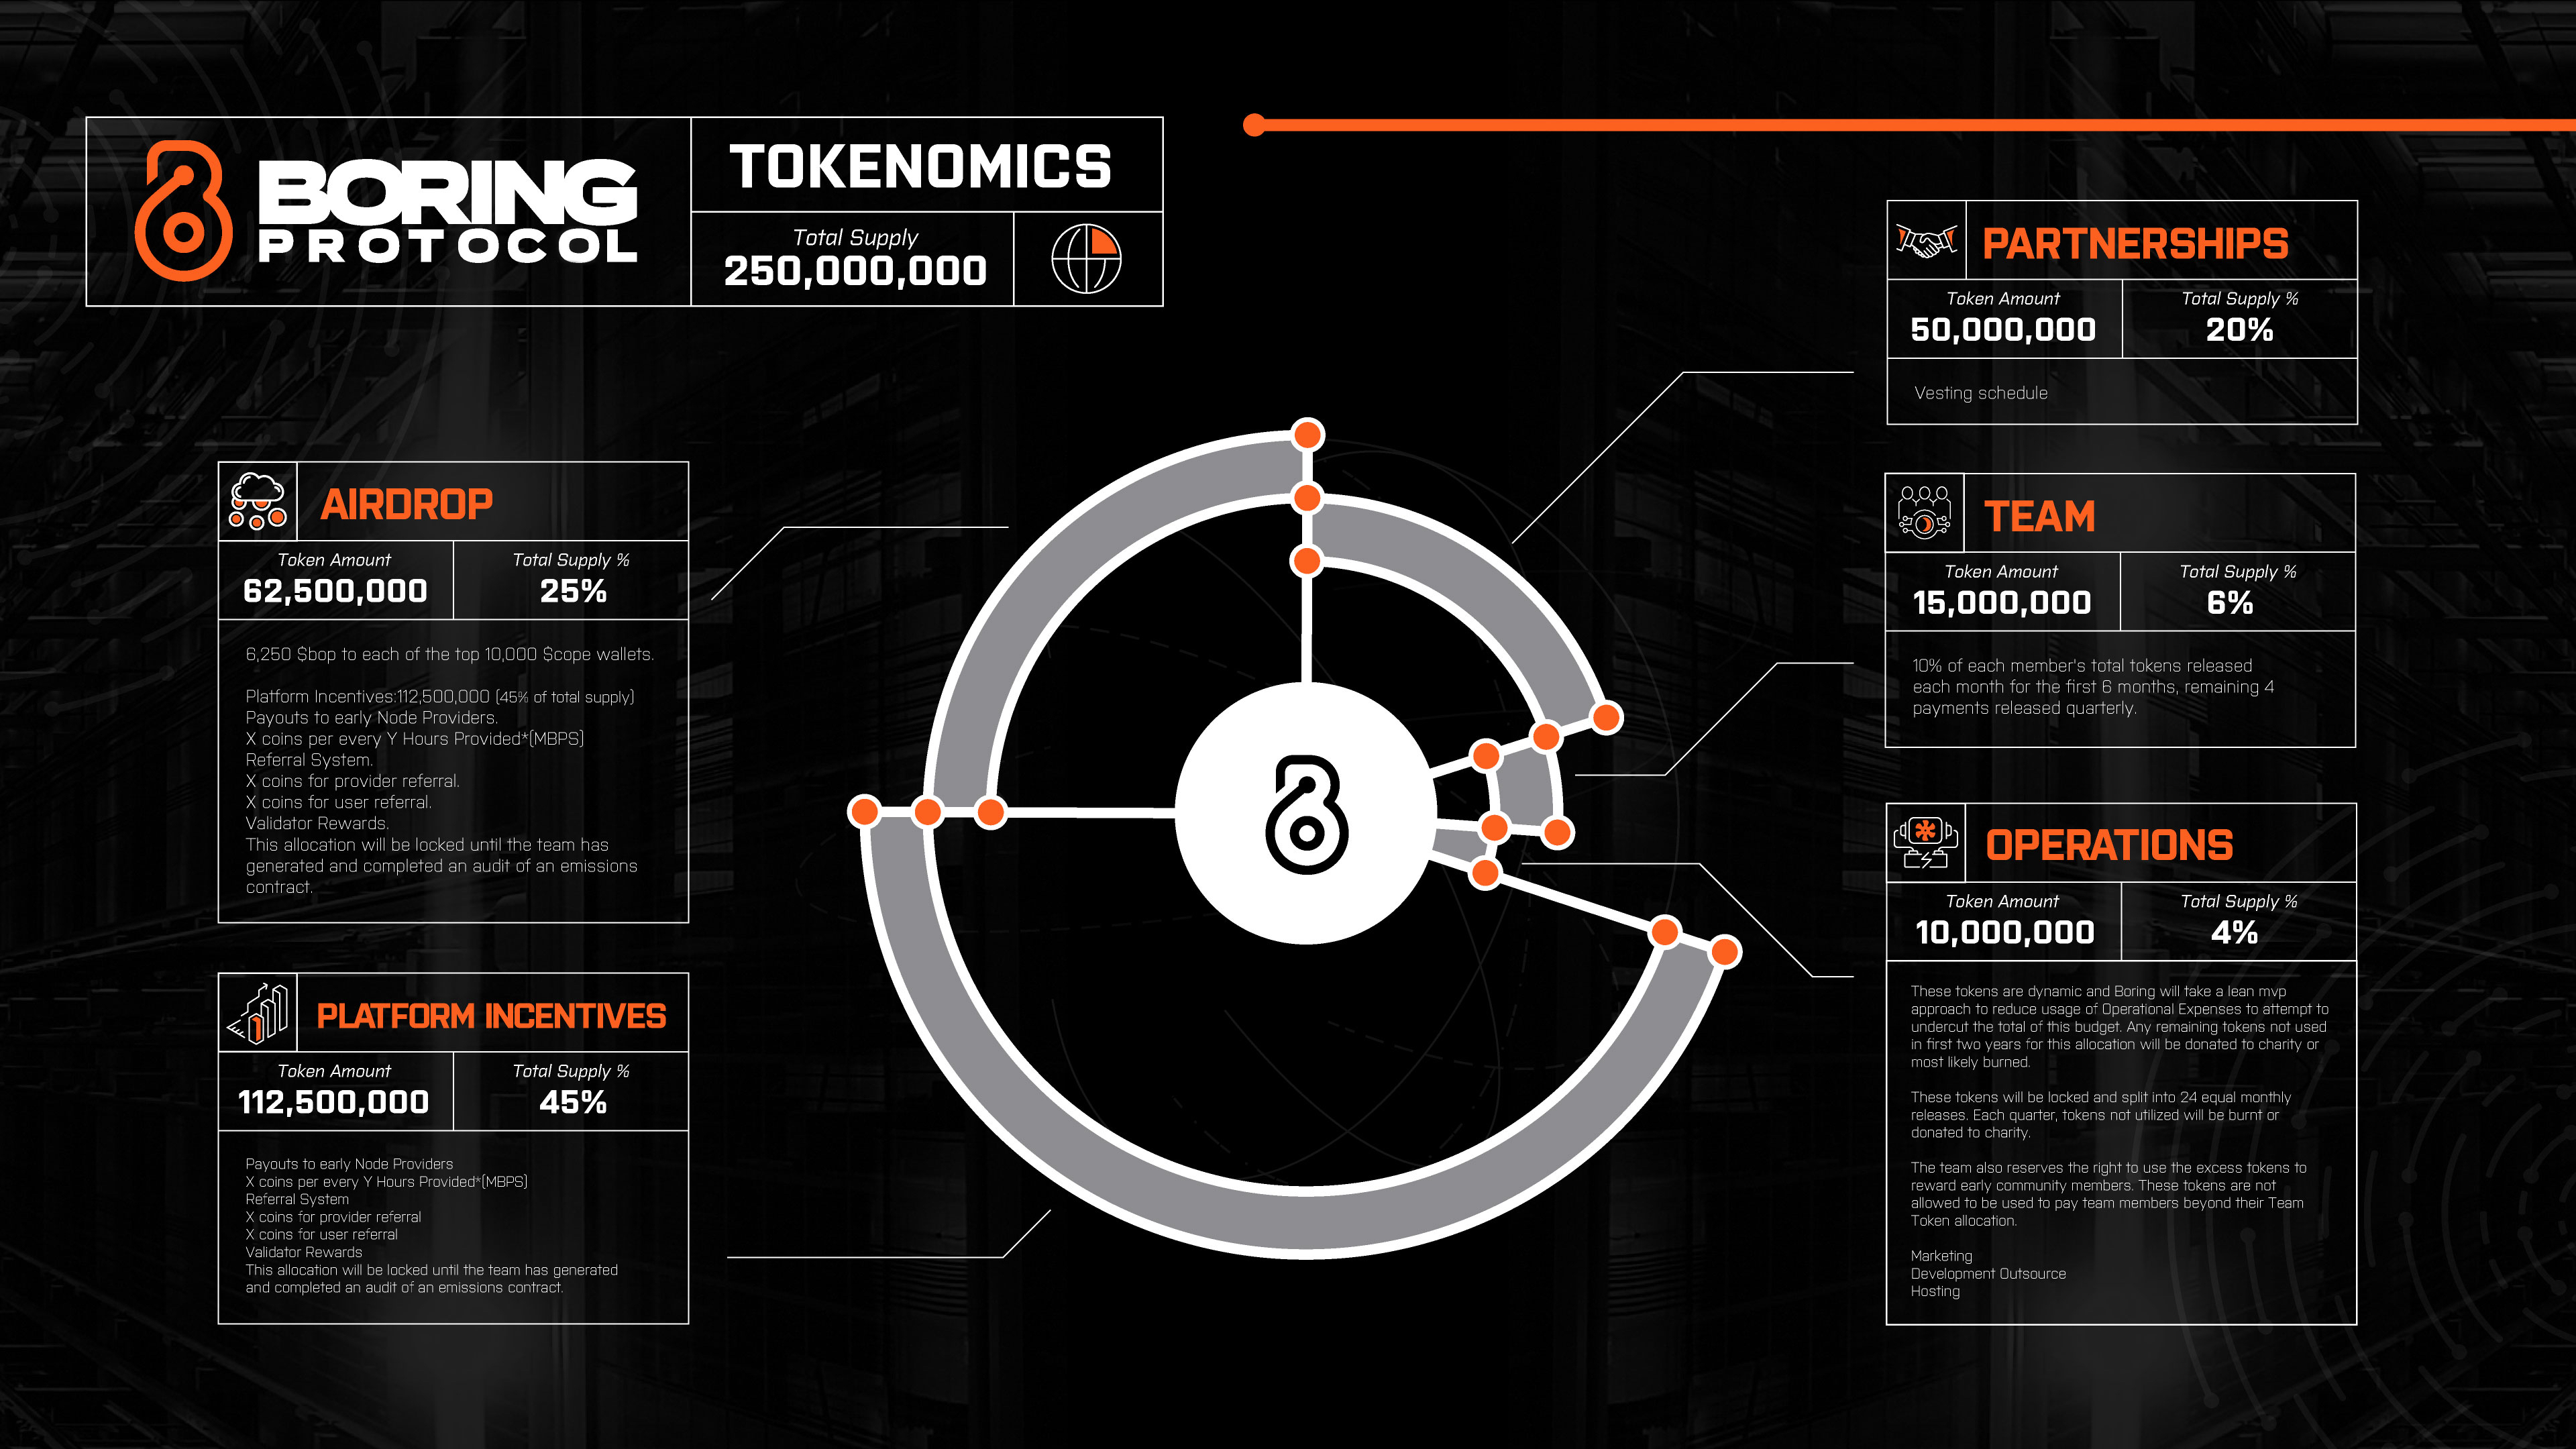 BORING
PROTOCOL
TOKENOMICS
Total Supply
250,000,000
AIRDROP
Token Amount
62,500,000
Total Supply %
25%
6,250 $bop to each of the top 10,000 $cope wallets.
Platform Incentives:112,500,000 (45% of total supply)
Payouts to early Node Providers.
X coins per every Y Hours Provided*(MBPS)
Referral System.
X coins for provider referral.
X coins for user referral.
Validator Rewards.
This allocation will be locked until the team has
generated and completed an audit of an emissions
contract.
PLATFORM INCENTIVES
Token Amount
112,500,000
Total Supply %
45%
Payouts to early Node Providers
X coins per every Y Hours Provided*(MBPS)
Referral System
X coins for provider referral
X coins for user referral
Validator Rewards
This allocation will be locked until the team has generated
and completed an audit of an emissions contract.
PARTNERSHIPS
Token Amount
50,000,000
Total Supply %
20%
Vesting schedule
TEAM
Token Amount
15,000,000
Total Supply %
6%
10% of each member's total tokens released
each month for the first 6 months, remaining 4
payments released quarterly.
OPERATIONS
Token Amount
10,000,000
Total Supply %
4%
These tokens are dynamic and Boring will take a lean mvp
approach to reduce usage of Operational Expenses to attempt to
undercut the total of this budget. Any remaining tokens not used
in first two years for this allocation will be donated to charity or
most likely burned.
These tokens will be locked and split into 24 equal monthly
releases. Each quarter, tokens not utilized will be burnt or
donated to charity.
The team also reserves the right to use the excess tokens to
reward early community members. These tokens are not
allowed to be used to pay team members beyond their Team
Token allocation.
Marketing
Development Outsource
Hosting